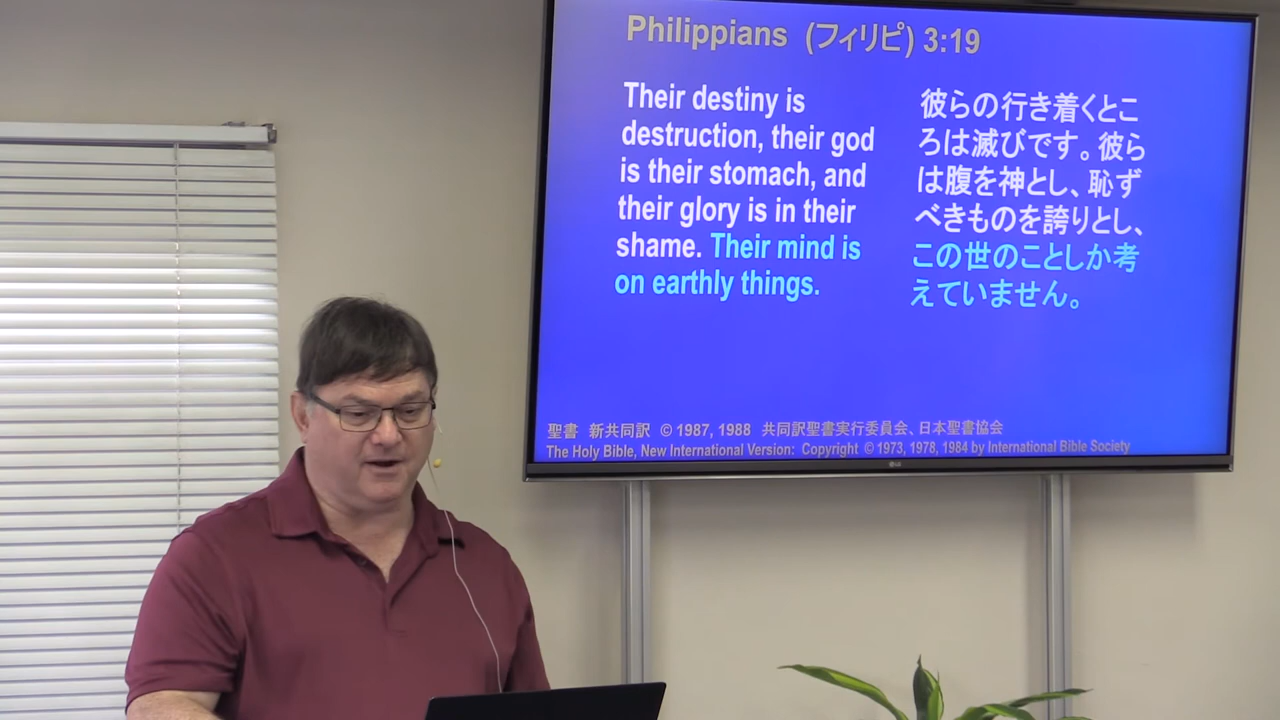 Philippians (フィリピ) 3:19
Their destiny is
destruction, their god
is their stomach, and
their glory is in their
shame. Their mind is
on earthly things.
彼らの行き着くとこ
ろは滅びです。彼ら
は腹を神とし、恥ず
べきものを誇りとし、
この世のことしか考
えていません。
聖書 新共同訳 © 1987, 1988 共同訳聖書実行委員会、日本聖書協会
The Holy Bible, New International Version: Copyright © 1973, 1978, 1984 by International Bible Society
LG